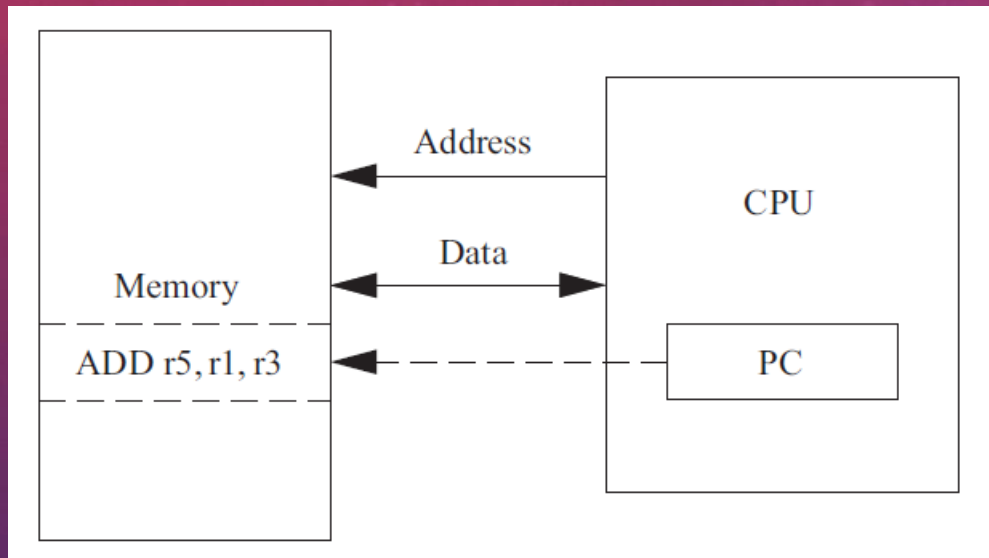 Address
CPU
Data
Memory
ADD r5, r1, r3
PC